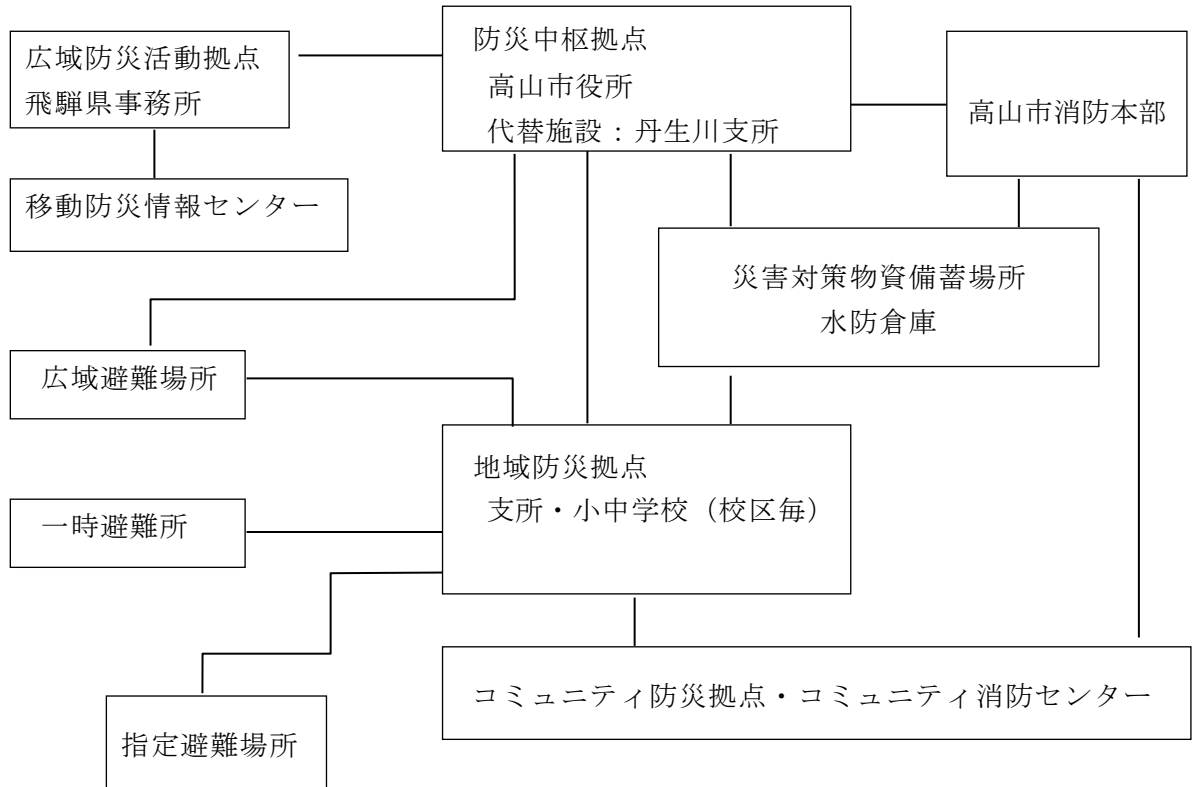 広域防災活動拠点
飛騨県事務所
防災中枢拠点
高山市役所
代替施設：丹生川支所
高山市消防本部
移動防災情報センター
災害対策物資備蓄場所
水防倉庫
広域避難場所
地域防災拠点
支所・小中学校（校区毎）
一時避難所
コミュニティ防災拠点・コミュニティ消防センター
指定避難場所